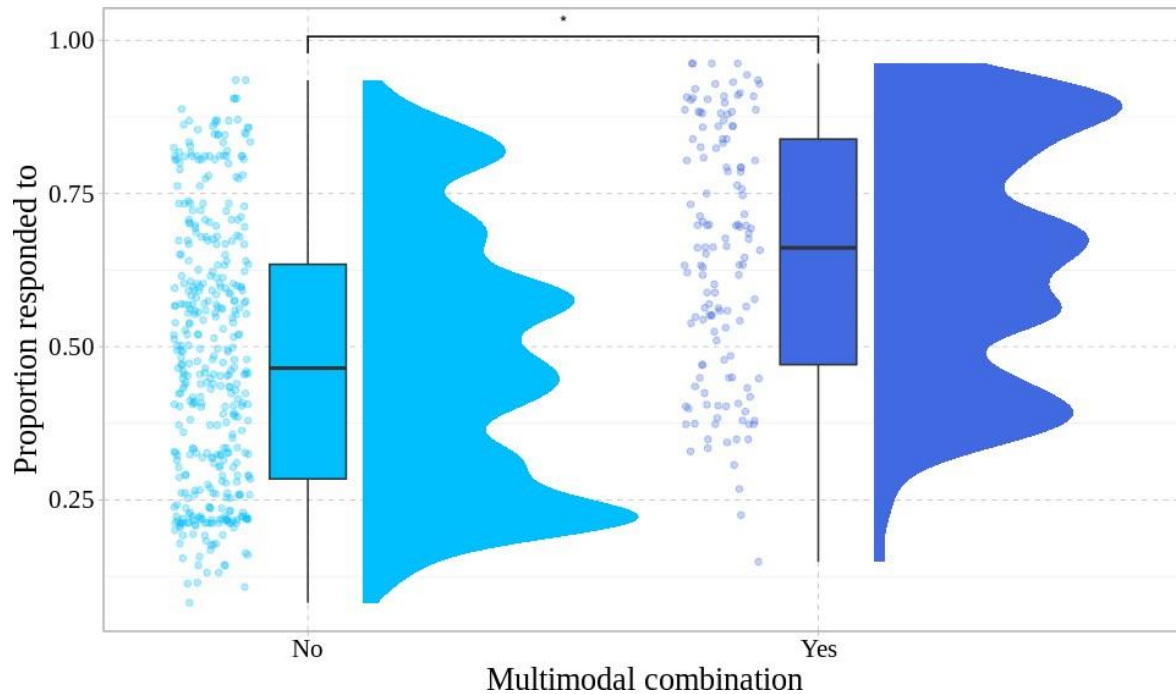 *
1.00
0.75
0.50
0.25
Proportion responded to
No
Yes
Multimodal combination